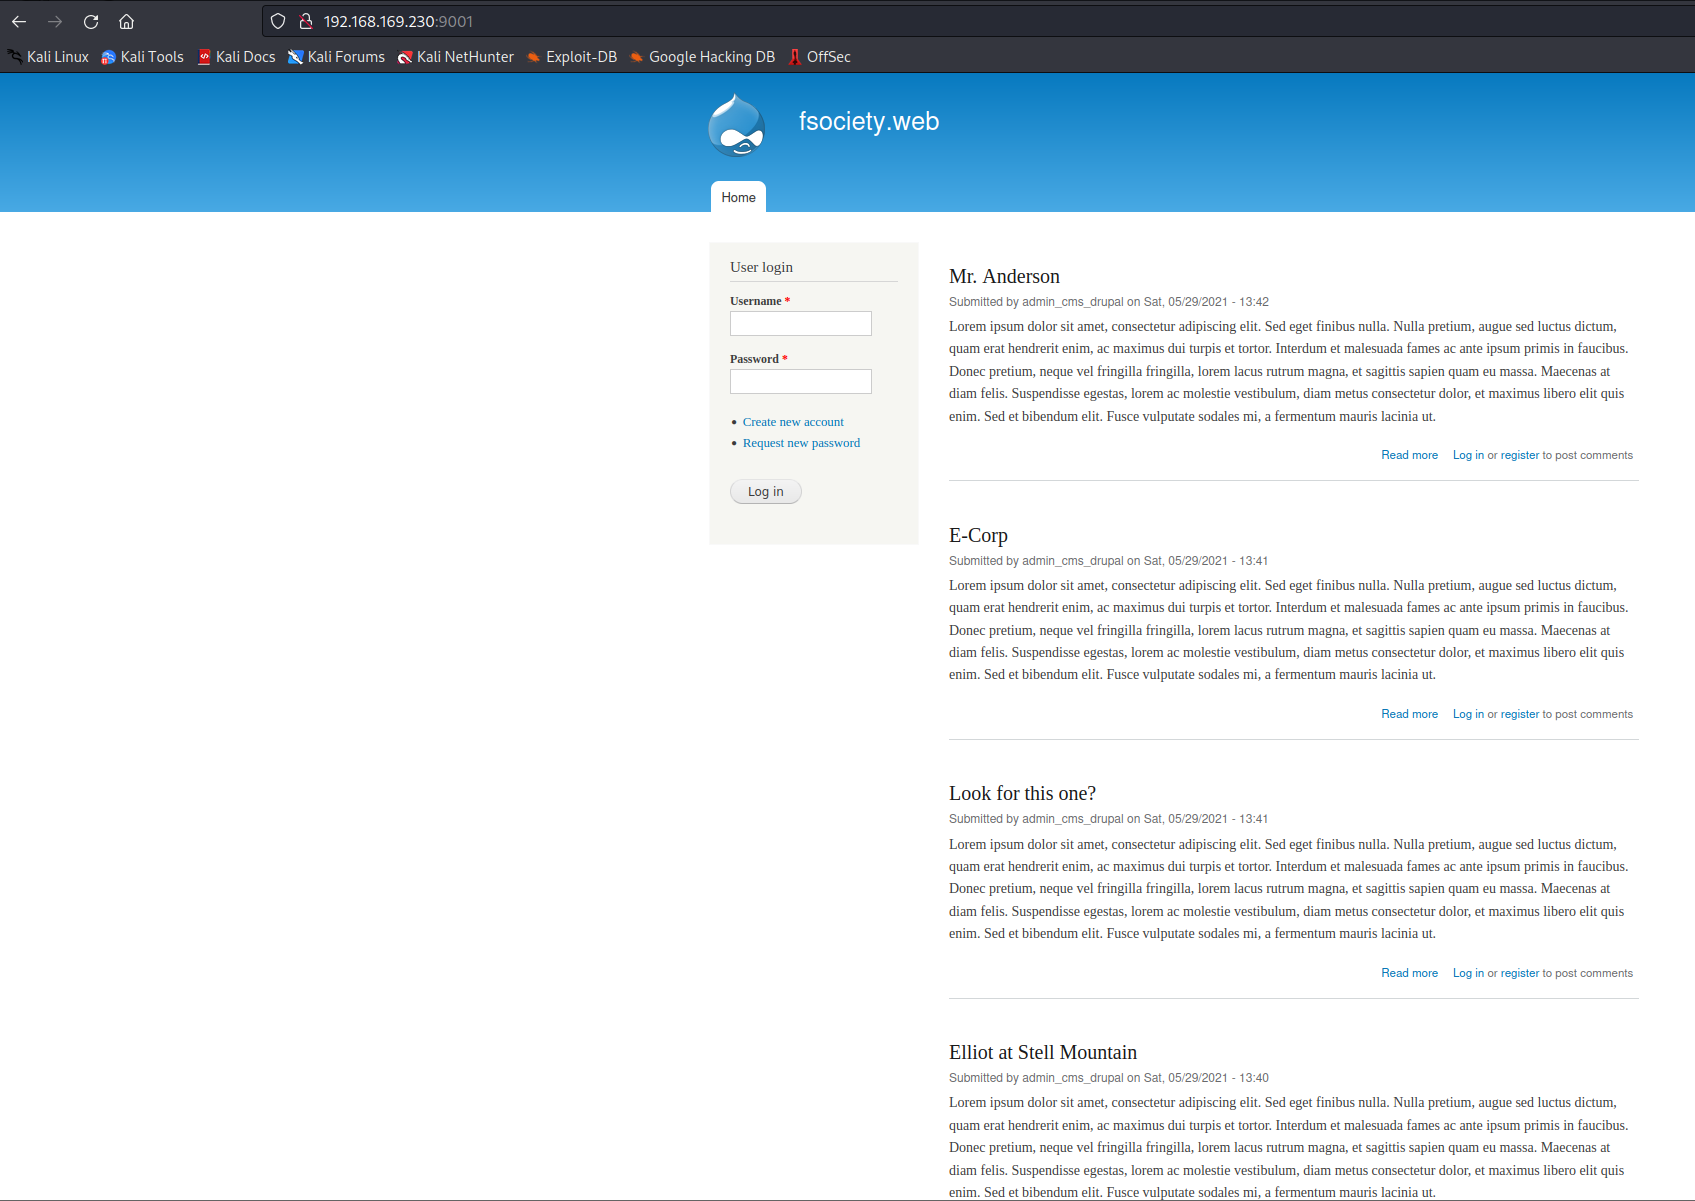 192.168.169.230:9001
Kali Linux Kali Tools Kali Docs Kali Forums Kali NetHunter Exploit-DB Google Hacking DB OffSec
fsociety.web
Home
User login
Username *
Password *
Create new account
Request new password
Log in
Mr. Anderson
Submitted by admin_cms_drupal on Sat, 05/29/2021 - 13:42
Lorem ipsum dolor sit amet, consectetur adipiscing elit. Sed eget finibus nulla. Nulla pretium, augue sed luctus dictum,
quam erat hendrerit enim, ac maximus dui turpis et tortor. Interdum et malesuada fames ac ante ipsum primis in faucibus.
Donec pretium, neque vel fringilla fringilla, lorem lacus rutrum magna, et sagittis sapien quam eu massa. Maecenas at
diam felis. Suspendisse egestas, lorem ac molestie vestibulum, diam metus consectetur dolor, et maximus libero elit quis
enim. Sed et bibendum elit. Fusce vulputate sodales mi, a fermentum mauris lacinia ut.
Read more Log in or register to post comments
E-Corp
Submitted by admin_cms_drupal on Sat, 05/29/2021 - 13:41
Lorem ipsum dolor sit amet, consectetur adipiscing elit. Sed eget finibus nulla. Nulla pretium, augue sed luctus dictum,
quam erat hendrerit enim, ac maximus dui turpis et tortor. Interdum et malesuada fames ac ante ipsum primis in faucibus.
Donec pretium, neque vel fringilla fringilla, lorem lacus rutrum magna, et sagittis sapien quam eu massa. Maecenas at
diam felis. Suspendisse egestas, lorem ac molestie vestibulum, diam metus consectetur dolor, et maximus libero elit quis
enim. Sed et bibendum elit. Fusce vulputate sodales mi, a fermentum mauris lacinia ut.
Read more Log in or register to post comments
Look for this one?
Submitted by admin_cms_drupal on Sat, 05/29/2021 - 13:41
Lorem ipsum dolor sit amet, consectetur adipiscing elit. Sed eget finibus nulla. Nulla pretium, augue sed luctus dictum,
quam erat hendrerit enim, ac maximus dui turpis et tortor. Interdum et malesuada fames ac ante ipsum primis in faucibus.
Donec pretium, neque vel fringilla fringilla, lorem lacus rutrum magna, et sagittis sapien quam eu massa. Maecenas at
diam felis. Suspendisse egestas, lorem ac molestie vestibulum, diam metus consectetur dolor, et maximus libero elit quis
enim. Sed et bibendum elit. Fusce vulputate sodales mi, a fermentum mauris lacinia ut.
Read more Log in or register to post comments
Elliot at Stell Mountain
Submitted by admin_cms_drupal on Sat, 05/29/2021 - 13:40
Lorem ipsum dolor sit amet, consectetur adipiscing elit. Sed eget finibus nulla. Nulla pretium, augue sed luctus dictum,
quam erat hendrerit enim, ac maximus dui turpis et tortor. Interdum et malesuada fames ac ante ipsum primis in faucibus.
Donec pretium, neque vel fringilla fringilla, lorem lacus rutrum magna, et sagittis sapien quam eu massa. Maecenas at
diam felis. Suspendisse egestas, lorem ac molestie vestibulum, diam metus consectetur dolor, et maximus libero elit quis
enim. Sed et bibendum elit. Fusce vulputate sodales mi, a fermentum mauris lacinia ut.